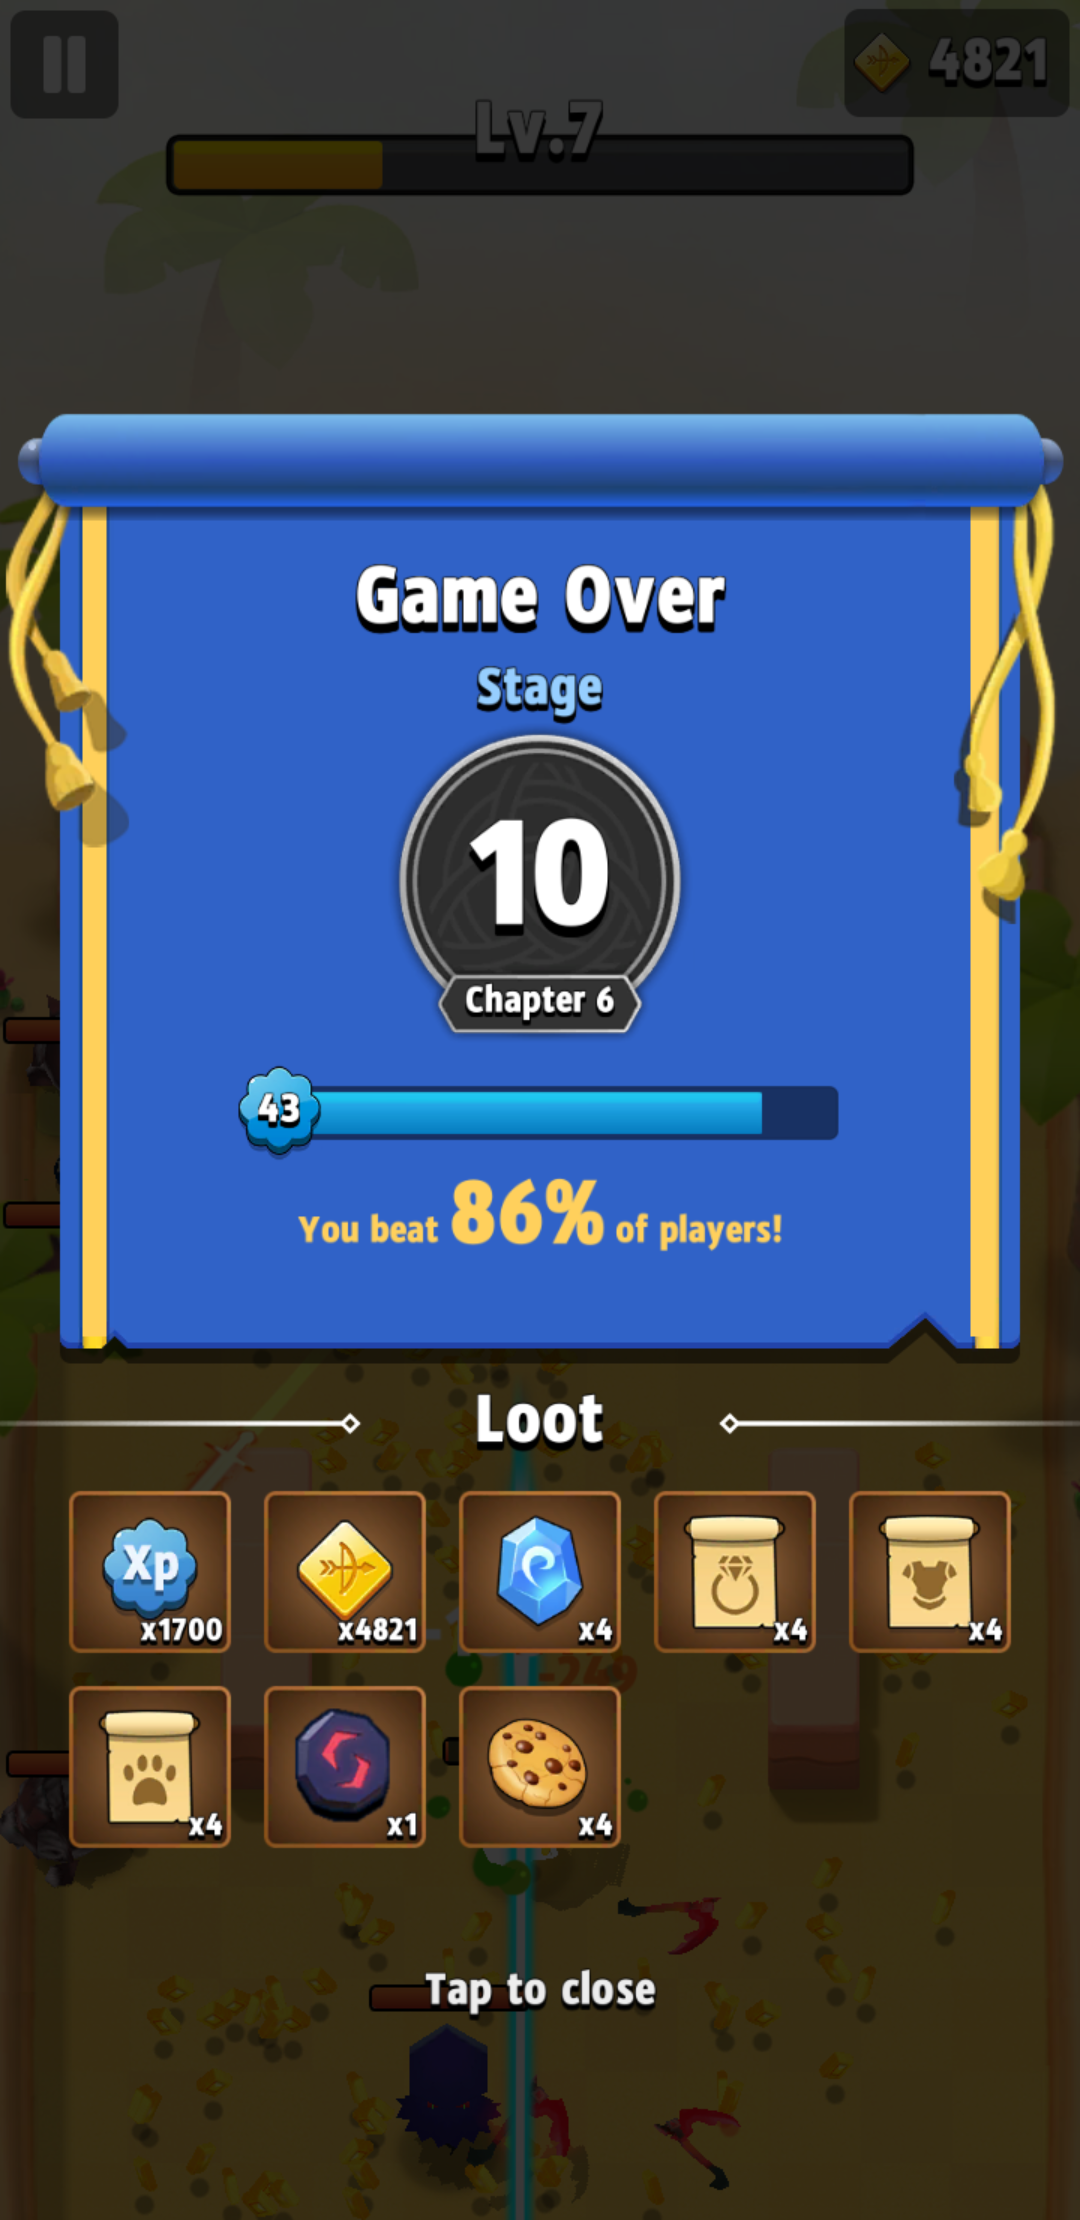 4821
Lv.7
Game Over
Stage
10
Chapter 6
43
You beat 86% of players!
Loot
Xp
x1700
x4821
x4
x4
x4
-249
x4
x1
x4
Tap to close